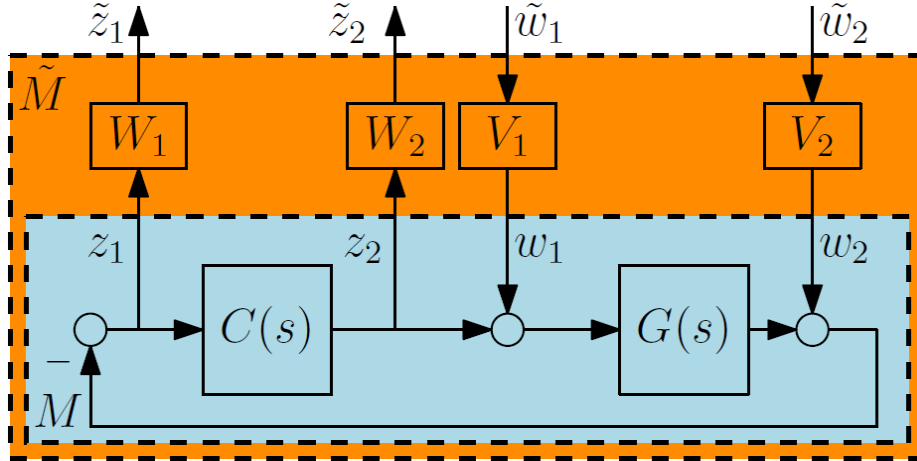 z̃₁ z̃₂ w̃₁ w̃₂
M̃
W₁ W₂ V₁ V₂
z₁ z₂ w₁ w₂
C(s) G(s)
−
M